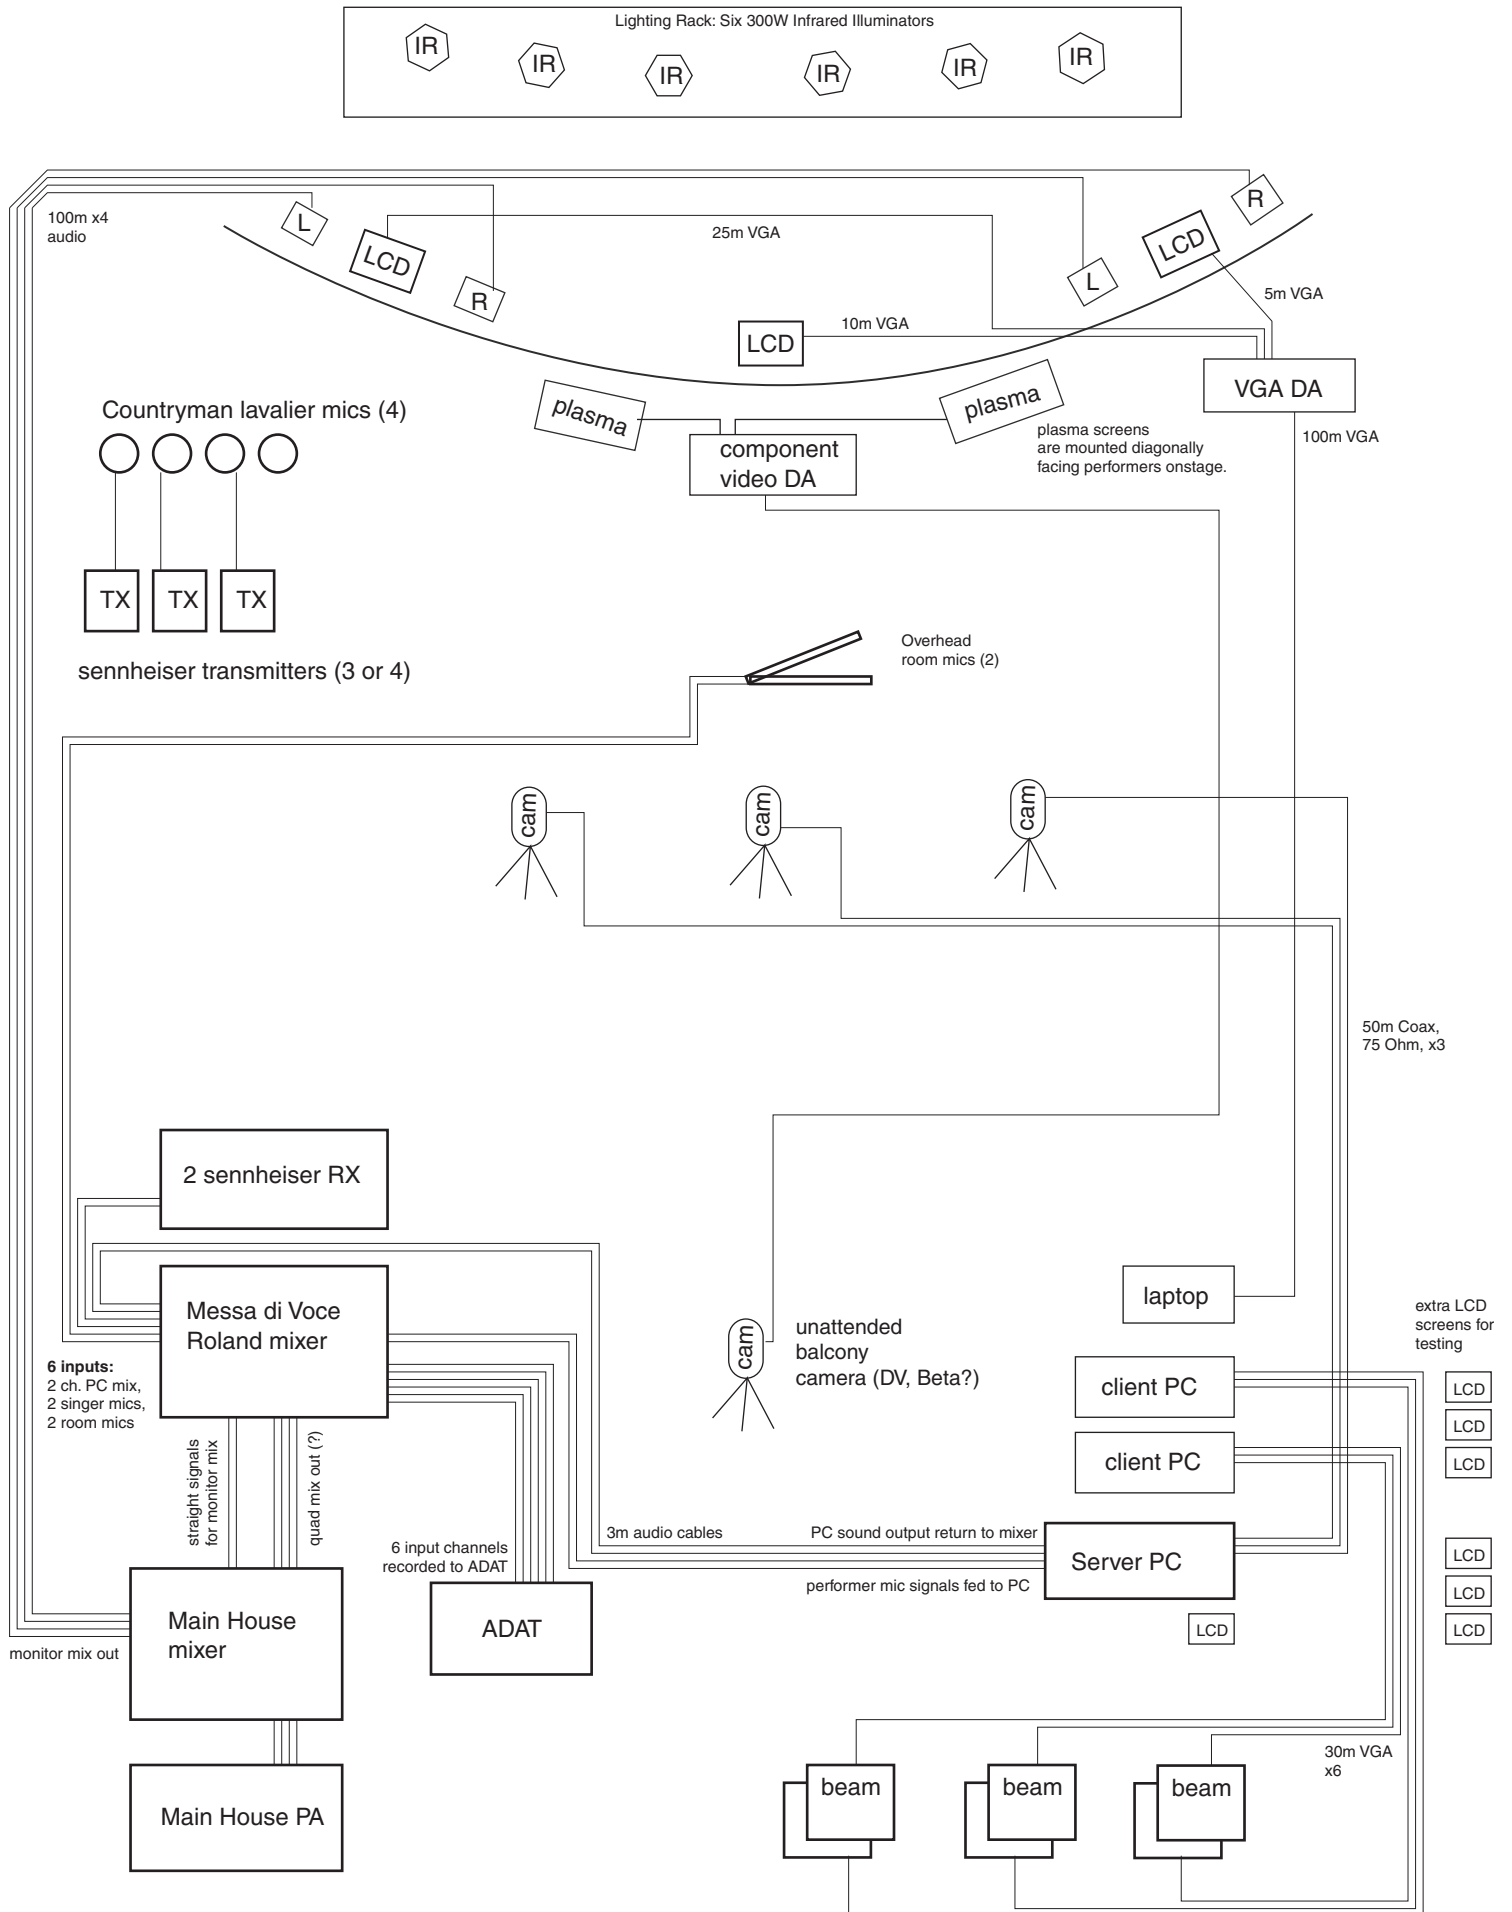 Lighting Rack: Six 300W Infrared Illuminators
IR
IR
IR
IR
IR
IR
100m x4
audio
L
LCD
R
25m VGA
LCD
10m VGA
L
LCD
R
5m VGA
VGA DA
100m VGA
plasma
plasma
component
video DA
plasma screens
are mounted diagonally
facing performers onstage.
Countryman lavalier mics (4)
TX
TX
TX
sennheiser transmitters (3 or 4)
Overhead
room mics (2)
cam
cam
cam
50m Coax,
75 Ohm, x3
2 sennheiser RX
Messa di Voce
Roland mixer
6 inputs:
2 ch. PC mix,
2 singer mics,
2 room mics
straight signals
for monitor mix
quad mix out (?)
cam
unattended
balcony
camera (DV, Beta?)
laptop
client PC
client PC
extra LCD
screens for
testing
LCD
LCD
LCD
LCD
LCD
LCD
3m audio cables
PC sound output return to mixer
performer mic signals fed to PC
Server PC
LCD
6 input channels
recorded to ADAT
ADAT
Main House
mixer
monitor mix out
Main House PA
beam
beam
beam
30m VGA
x6